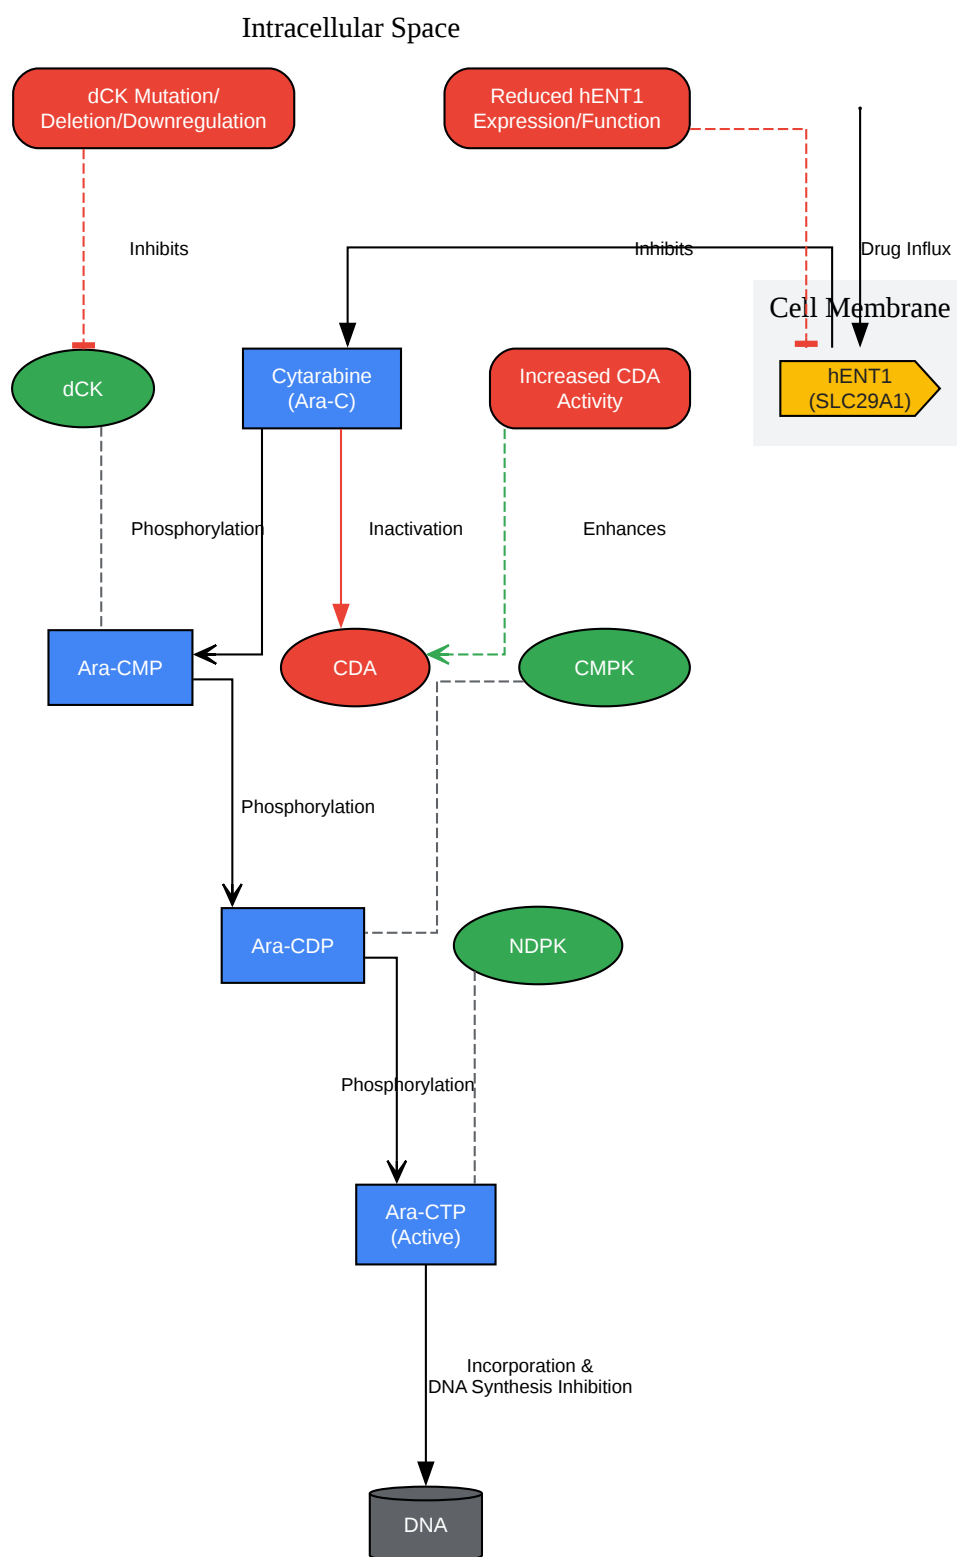 Intracellular Space
dCK Mutation/
Deletion/Downregulation
Reduced hENT1
Expression/Function
Inhibits
Inhibits
Drug Influx
Cell Membrane
dCK
Cytarabine
(Ara-C)
Increased CDA
Activity
hENT1
(SLC29A1)
Phosphorylation
Inactivation
Enhances
Ara-CMP
CDA
CMPK
Phosphorylation
Ara-CDP
NDPK
Phosphorylation
Ara-CTP
(Active)
Incorporation &
DNA Synthesis Inhibition
DNA